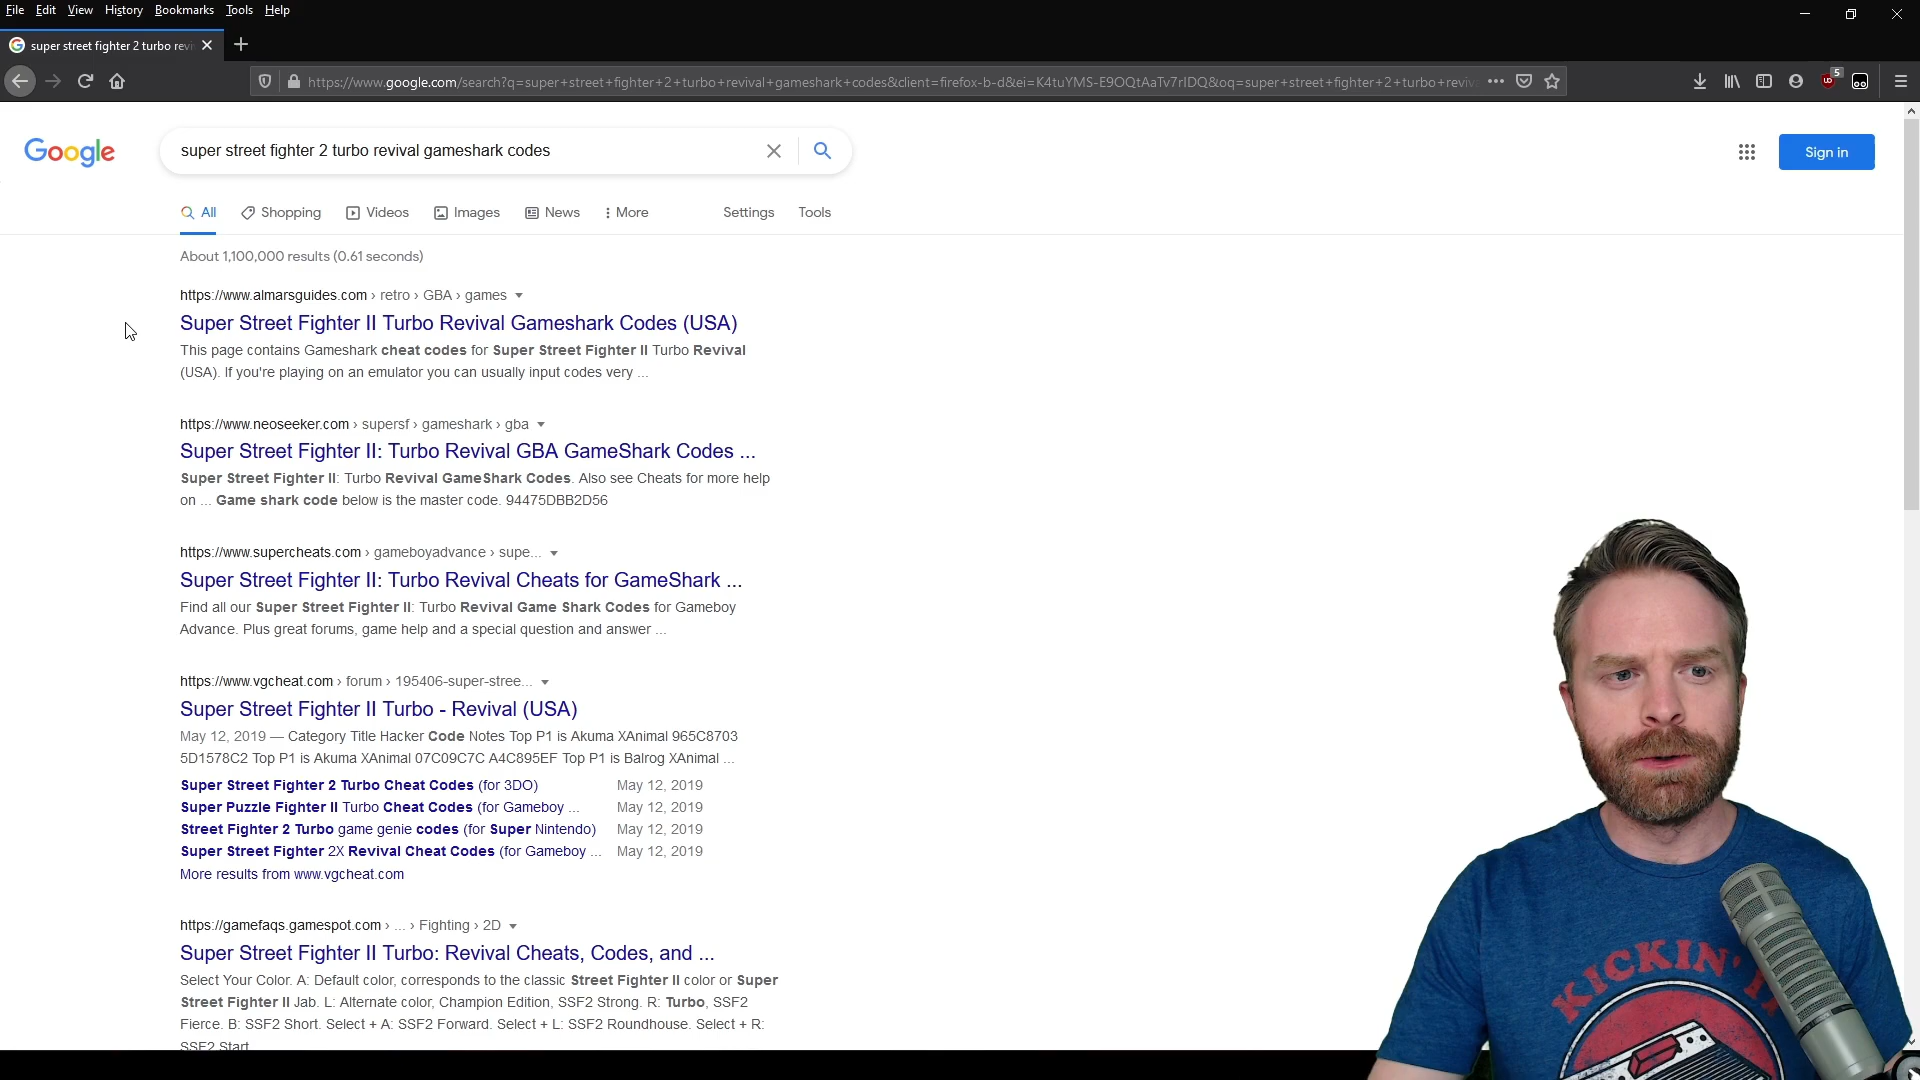 File Edit View History Bookmarks Tools Help
super street fighter 2 turbo revi
https://www.google.com/search?q=super+street+fighter+2+turbo+revival+gameshark+codes&client=firefox-b-d&ei=K4tuYMS-E9OQtAaTv7rIDQ&oq=super+street+fighter+2+turbo+reviv
5
Google
super street fighter 2 turbo revival gameshark codes
Sign in
All Shopping Videos Images News More Settings Tools
About 1,100,000 results (0.61 seconds)
https://www.almarsguides.com › retro › GBA › games
Super Street Fighter II Turbo Revival Gameshark Codes (USA)
This page contains Gameshark cheat codes for Super Street Fighter II Turbo Revival
(USA). If you're playing on an emulator you can usually input codes very ...
https://www.neoseeker.com › supersf › gameshark › gba
Super Street Fighter II: Turbo Revival GBA GameShark Codes ...
Super Street Fighter II: Turbo Revival GameShark Codes. Also see Cheats for more help
on ... Game shark code below is the master code. 94475DBB2D56
https://www.supercheats.com › gameboyadvance › supe...
Super Street Fighter II: Turbo Revival Cheats for GameShark ...
Find all our Super Street Fighter II: Turbo Revival Game Shark Codes for Gameboy
Advance. Plus great forums, game help and a special question and answer ...
https://www.vgcheat.com › forum › 195406-super-stree...
Super Street Fighter II Turbo - Revival (USA)
May 12, 2019 — Category Title Hacker Code Notes Top P1 is Akuma XAnimal 965C8703
5D1578C2 Top P1 is Akuma XAnimal 07C09C7C A4C895EF Top P1 is Balrog XAnimal ...
Super Street Fighter 2 Turbo Cheat Codes (for 3DO) May 12, 2019
Super Puzzle Fighter II Turbo Cheat Codes (for Gameboy ... May 12, 2019
Street Fighter 2 Turbo game genie codes (for Super Nintendo) May 12, 2019
Super Street Fighter 2X Revival Cheat Codes (for Gameboy ... May 12, 2019
More results from www.vgcheat.com
https://gamefaqs.gamespot.com › ... › Fighting › 2D
Super Street Fighter II Turbo: Revival Cheats, Codes, and ...
Select Your Color. A: Default color, corresponds to the classic Street Fighter II color or Super
Street Fighter II Jab. L: Alternate color, Champion Edition, SSF2 Strong. R: Turbo, SSF2
Fierce. B: SSF2 Short. Select + A: SSF2 Forward. Select + L: SSF2 Roundhouse. Select + R:
SSF2 Start
KICKIN'